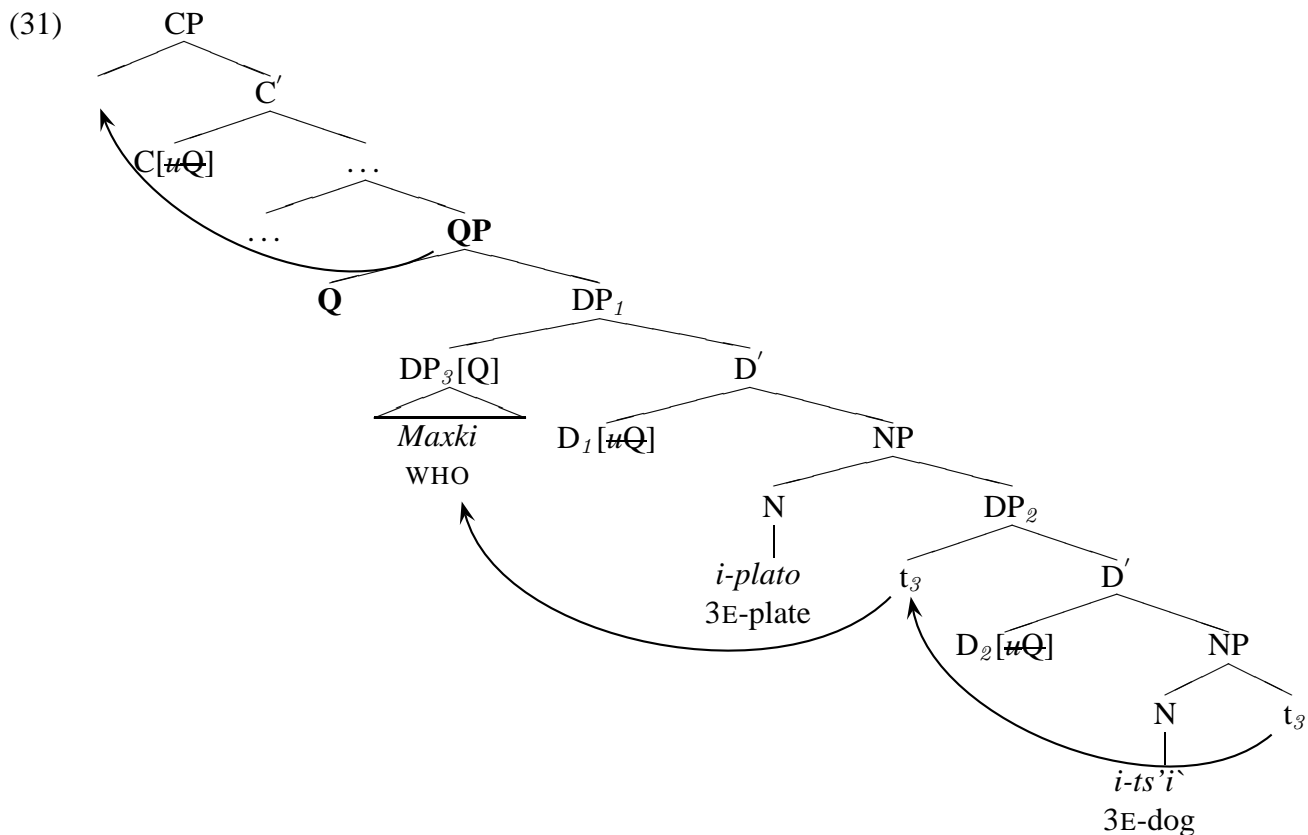 (31) CP
C′
C[uQ] . . .
. . . QP
Q DP₁
DP₃[Q] D′
Maxki D₁[uQ] NP
WHO
N DP₂
i-plato t₃ D′
3E-plate
D₂[uQ] NP
N t₃
i-ts’i`
3E-dog